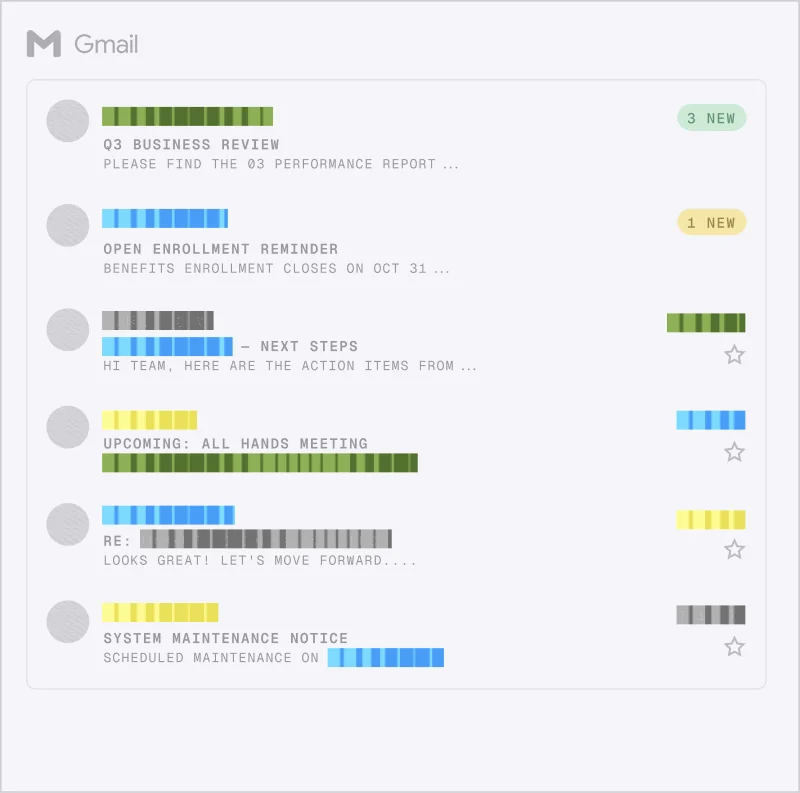 Gmail
3 NEW
Q3 BUSINESS REVIEW
PLEASE FIND THE 03 PERFORMANCE REPORT ...
1 NEW
OPEN ENROLLMENT REMINDER
BENEFITS ENROLLMENT CLOSES ON OCT 31 ...
— NEXT STEPS
HI TEAM, HERE ARE THE ACTION ITEMS FROM ...
UPCOMING: ALL HANDS MEETING
RE:
LOOKS GREAT! LET'S MOVE FORWARD....
SYSTEM MAINTENANCE NOTICE
SCHEDULED MAINTENANCE ON